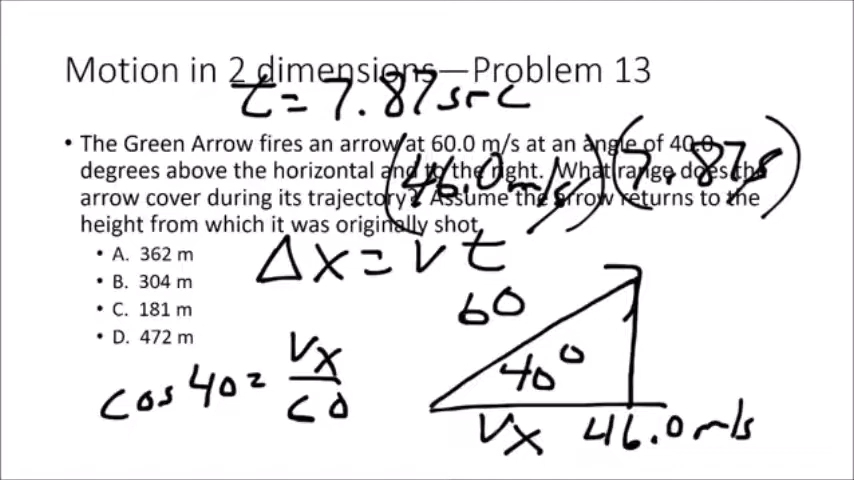 Motion in 2 dimensions—Problem 13
t = 7.87 sec
• The Green Arrow fires an arrow at 60.0 m/s at an angle of 40.0
degrees above the horizontal and to the right. What range does the
arrow cover during its trajectory? Assume the arrow returns to the
height from which it was originally shot.
(46.0 m/s)(7.87 s)
• A. 362 m
• B. 304 m
• C. 181 m
• D. 472 m
Δx = vt
60
40°
cos 40 = Vx / 60
Vx 46.0 m/s